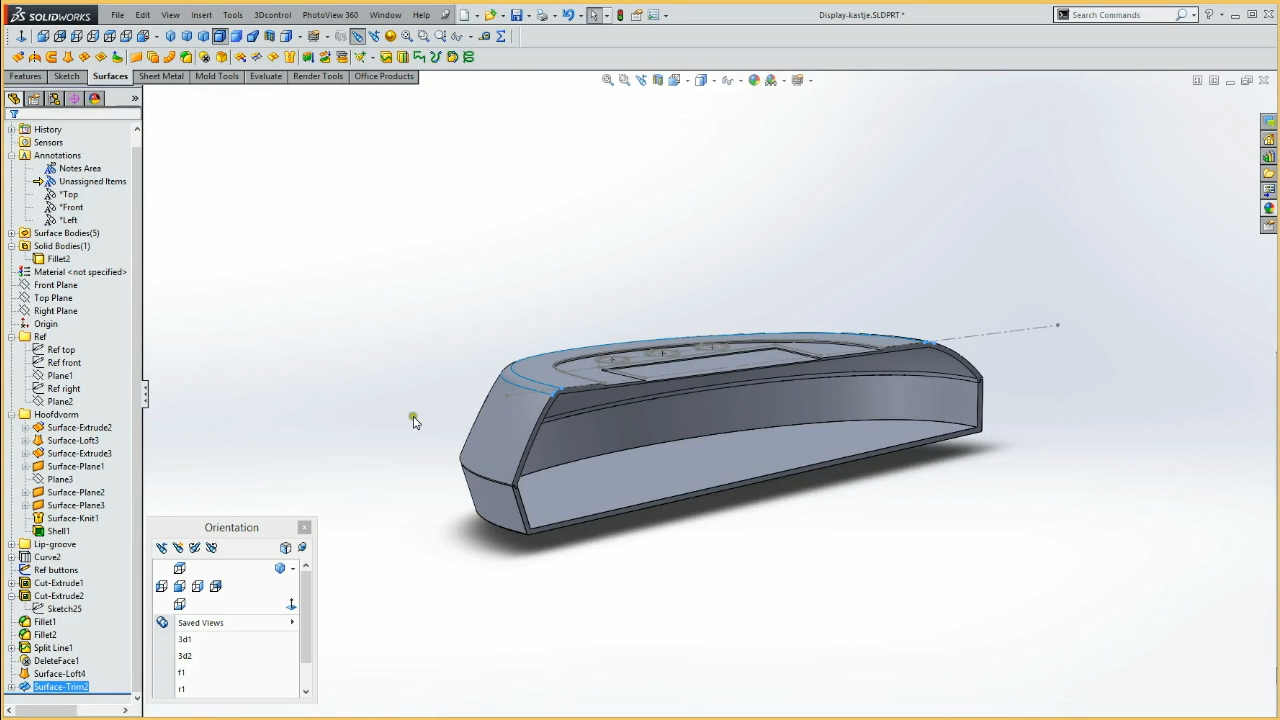 SOLIDWORKS File Edit View Insert Tools 3Dcontrol PhotoView 360 Window Help Display-kastje.SLDPRT * Search Commands
Features Sketch Surfaces Sheet Metal Mold Tools Evaluate Render Tools Office Products
History
Sensors
Annotations
Notes Area
Unassigned Items
*Top
*Front
*Left
Surface Bodies(5)
Solid Bodies(1)
Fillet2
Material <not specified>
Front Plane
Top Plane
Right Plane
Origin
Ref
Ref top
Ref front
Plane1
Ref right
Plane2
Hoofdvorm
Surface-Extrude2
Surface-Loft3
Surface-Extrude3
Surface-Plane1
Plane3
Surface-Plane2
Surface-Plane3
Surface-Knit1
Shell1
Lip-groove
Curve2
Ref buttons
Cut-Extrude1
Cut-Extrude2
Sketch25
Fillet1
Fillet2
Split Line1
DeleteFace1
Surface-Loft4
Surface-Trim2
Orientation
Saved Views
3d1
3d2
f1
r1